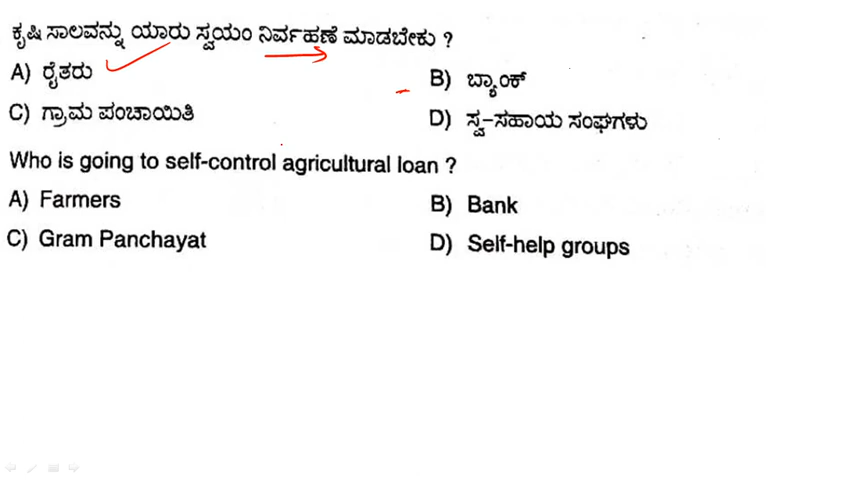 ಕೃಷಿ ಸಾಲವನ್ನು ಯಾರು ಸ್ವಯಂ ನಿರ್ವಹಣೆ ಮಾಡಬೇಕು ?
A) ರೈತರು B) ಬ್ಯಾಂಕ್
C) ಗ್ರಾಮ ಪಂಚಾಯಿತಿ D) ಸ್ವ-ಸಹಾಯ ಸಂಘಗಳು
Who is going to self-control agricultural loan ?
A) Farmers B) Bank
C) Gram Panchayat D) Self-help groups